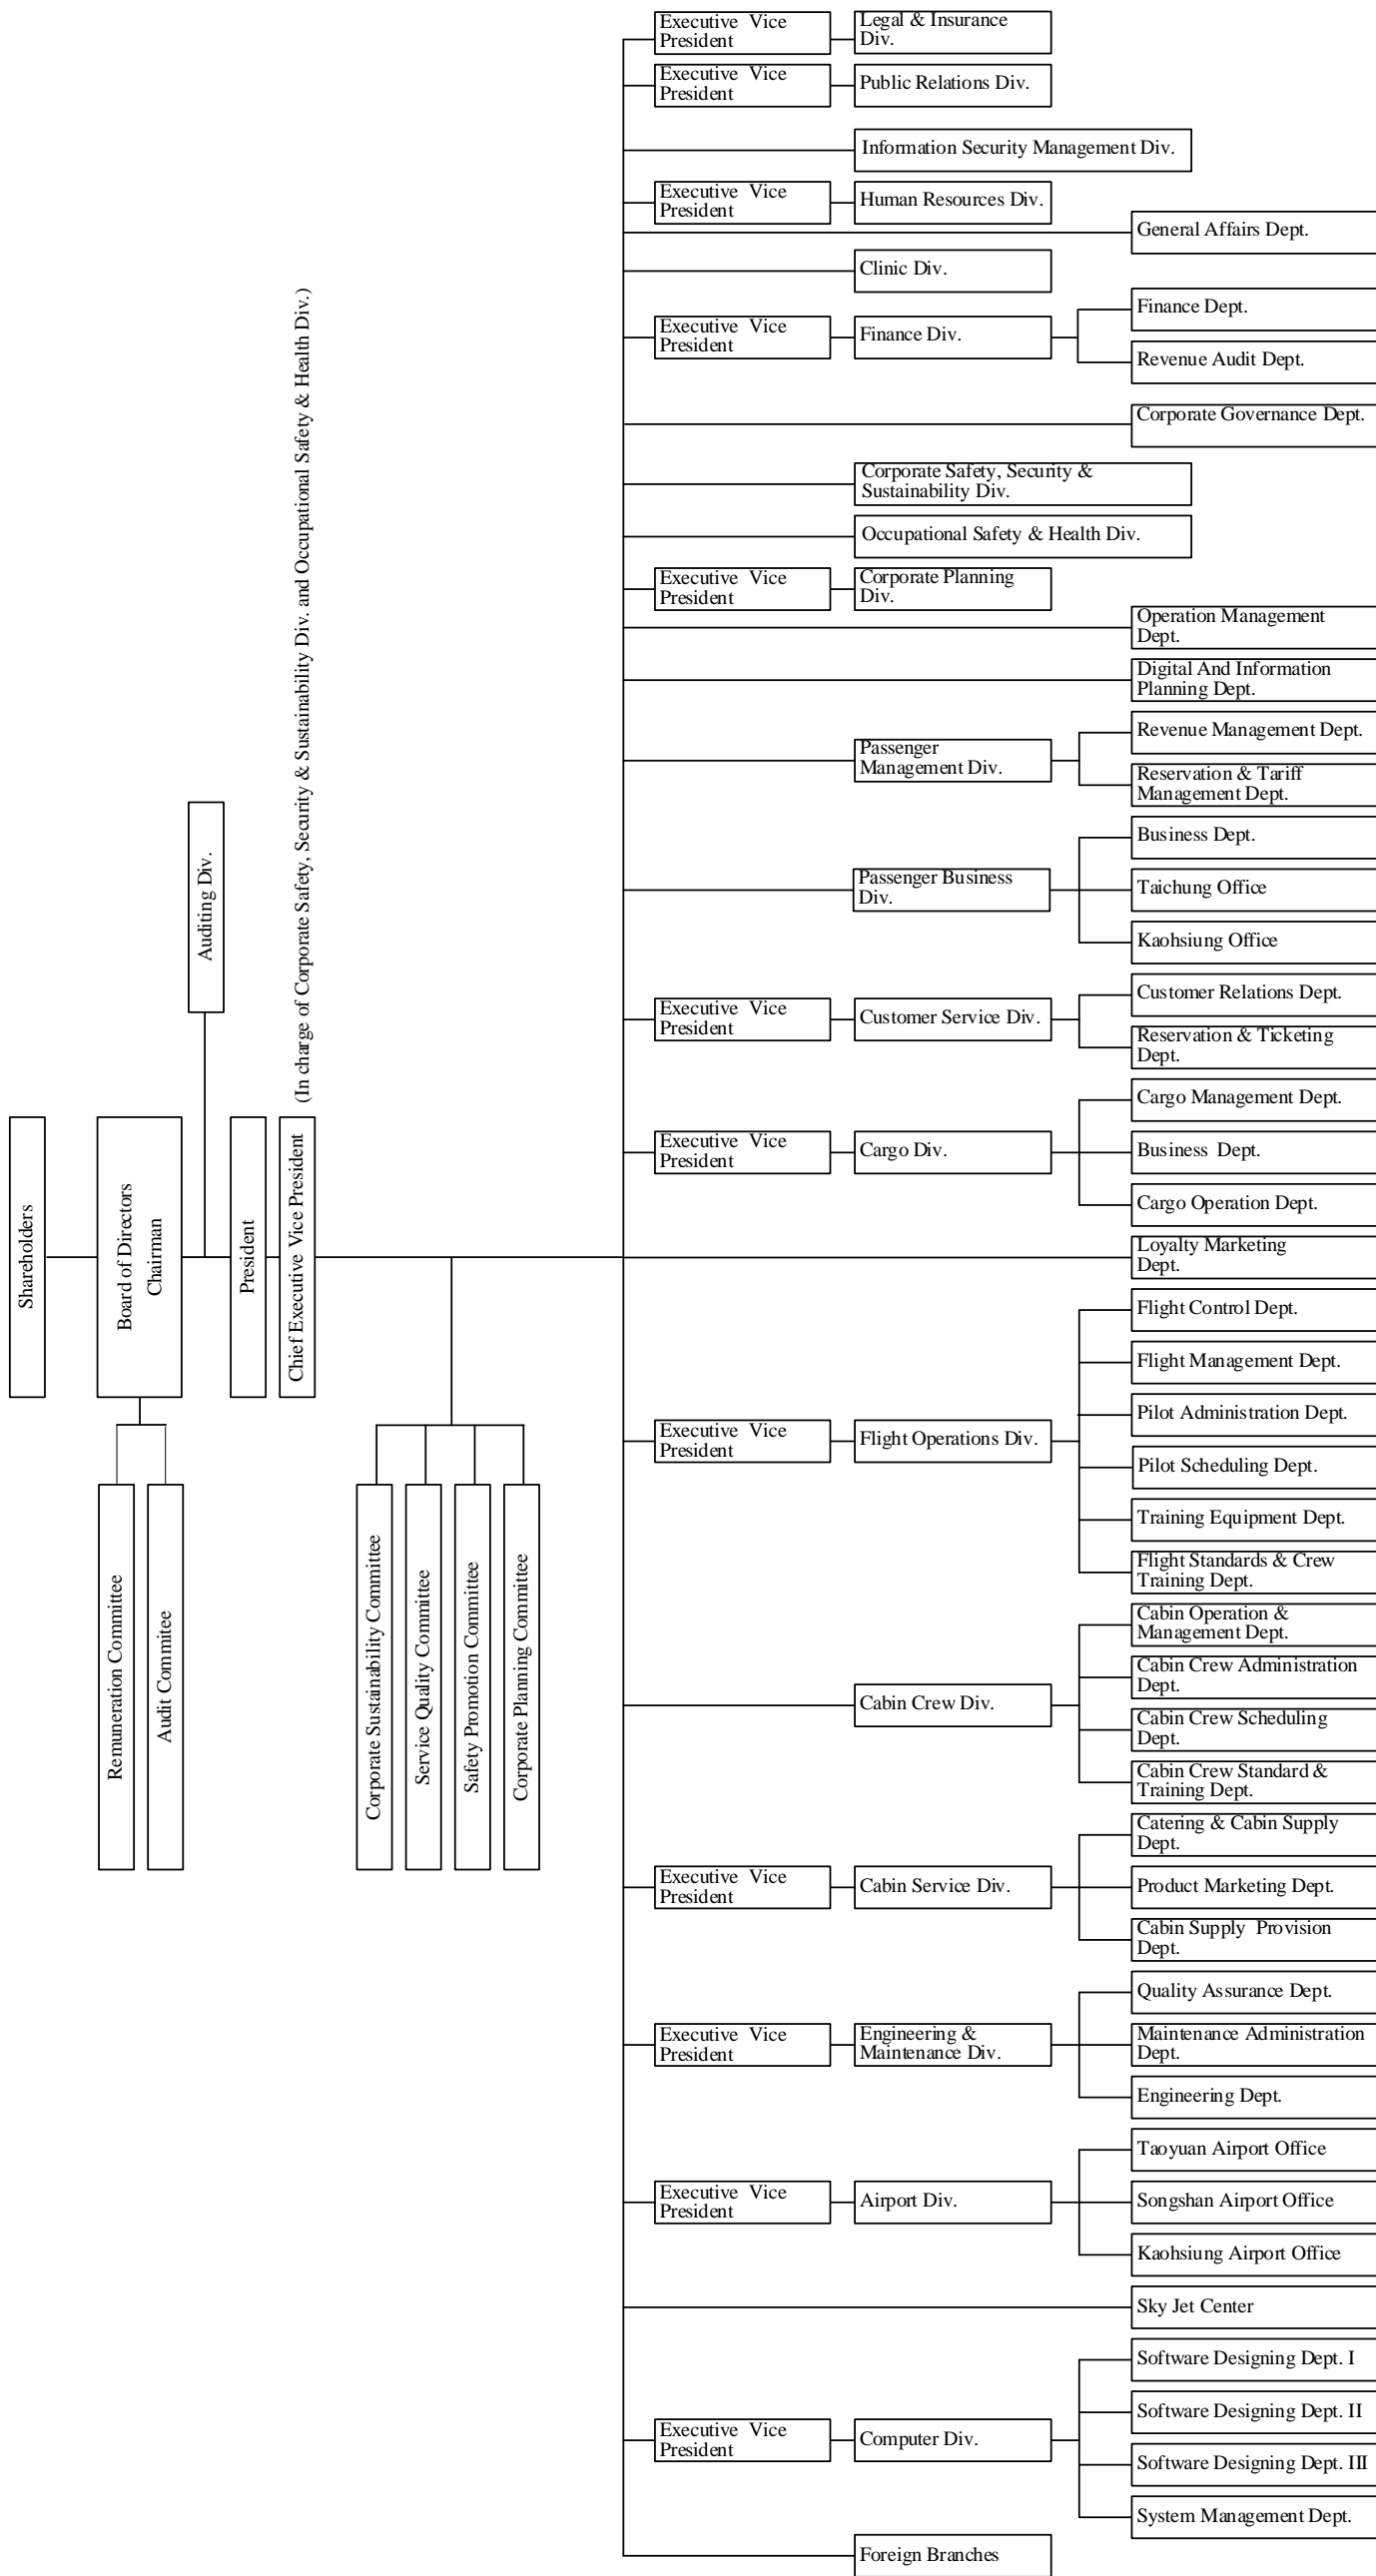 Shareholders
Board of Directors
Chairman
Remuneration Committee
Audit Commitee
Auditing Div.
President
Chief Executive Vice President
(In charge of Corporate Safety, Security & Sustainability Div. and Occupational Safety & Health Div.)
Corporate Sustainability Committee
Service Quality Committee
Safety Promotion Committee
Corporate Planning Committee
Executive Vice
President
Legal & Insurance
Div.
Executive Vice
President
Public Relations Div.
Information Security Management Div.
Executive Vice
President
Human Resources Div.
General Affairs Dept.
Clinic Div.
Executive Vice
President
Finance Div.
Finance Dept.
Revenue Audit Dept.
Corporate Governance Dept.
Corporate Safety, Security &
Sustainability Div.
Occupational Safety & Health Div.
Executive Vice
President
Corporate Planning
Div.
Operation Management
Dept.
Digital And Information
Planning Dept.
Passenger
Management Div.
Revenue Management Dept.
Reservation & Tariff
Management Dept.
Passenger Business
Div.
Business Dept.
Taichung Office
Kaohsiung Office
Executive Vice
President
Customer Service Div.
Customer Relations Dept.
Reservation & Ticketing
Dept.
Executive Vice
President
Cargo Div.
Cargo Management Dept.
Business Dept.
Cargo Operation Dept.
Loyalty Marketing
Dept.
Executive Vice
President
Flight Operations Div.
Flight Control Dept.
Flight Management Dept.
Pilot Administration Dept.
Pilot Scheduling Dept.
Training Equipment Dept.
Flight Standards & Crew
Training Dept.
Cabin Crew Div.
Cabin Operation &
Management Dept.
Cabin Crew Administration
Dept.
Cabin Crew Scheduling
Dept.
Cabin Crew Standard &
Training Dept.
Executive Vice
President
Cabin Service Div.
Catering & Cabin Supply
Dept.
Product Marketing Dept.
Cabin Supply Provision
Dept.
Executive Vice
President
Engineering &
Maintenance Div.
Quality Assurance Dept.
Maintenance Administration
Dept.
Engineering Dept.
Executive Vice
President
Airport Div.
Taoyuan Airport Office
Songshan Airport Office
Kaohsiung Airport Office
Sky Jet Center
Executive Vice
President
Computer Div.
Software Designing Dept. I
Software Designing Dept. II
Software Designing Dept. III
System Management Dept.
Foreign Branches